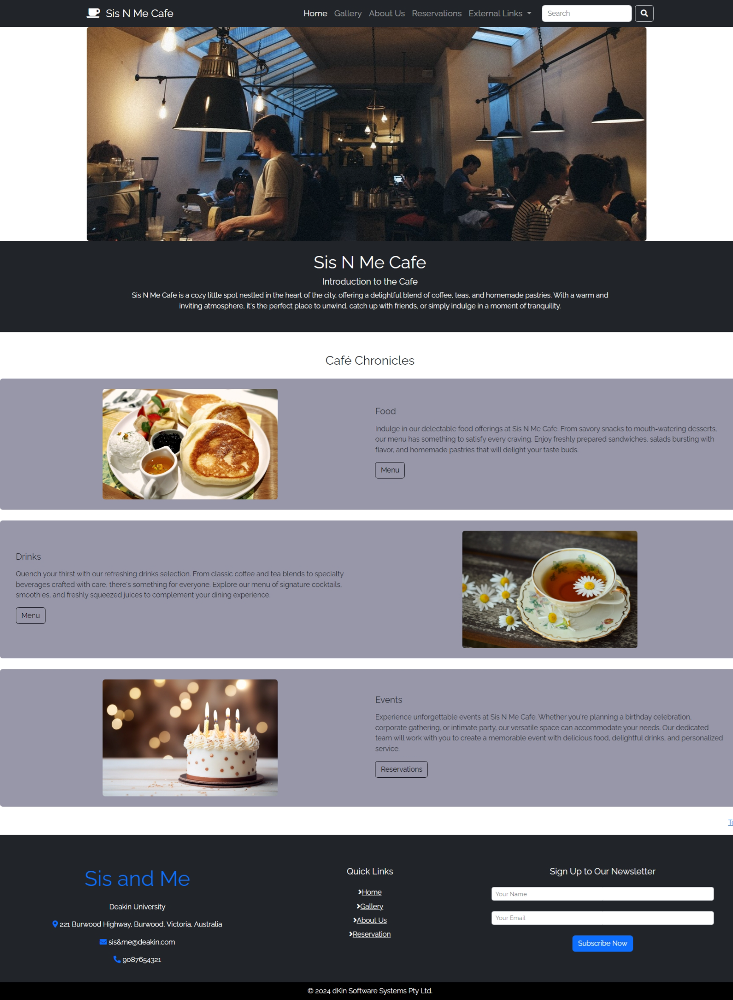 Sis N Me Cafe
Home Gallery About Us Reservations External Links Search
Sis N Me Cafe
Introduction to the Cafe
Sis N Me Cafe is a cozy little spot nestled in the heart of the city, offering a delightful blend of coffee, teas, and homemade pastries. With a warm and
inviting atmosphere, it's the perfect place to unwind, catch up with friends, or simply indulge in a moment of tranquility.
Café Chronicles
Food
Indulge in our delectable food offerings at Sis N Me Cafe. From savory snacks to mouth-watering desserts,
our menu has something to satisfy every craving. Enjoy freshly prepared sandwiches, salads bursting with
flavor, and homemade pastries that will delight your taste buds.
Menu
Drinks
Quench your thirst with our refreshing drinks selection. From classic coffee and tea blends to specialty
beverages crafted with care, there's something for everyone. Explore our menu of signature cocktails,
smoothies, and freshly squeezed juices to complement your dining experience.
Menu
Events
Experience unforgettable events at Sis N Me Cafe. Whether you're planning a birthday celebration,
corporate gathering, or intimate party, our versatile space can accommodate your needs. Our dedicated
team will work with you to create a memorable event with delicious food, delightful drinks, and personalized
service.
Reservations
Sis and Me
Deakin University
221 Burwood Highway, Burwood, Victoria, Australia
sis&me@deakin.com
9087654321
Quick Links
Home
Gallery
About Us
Reservation
Sign Up to Our Newsletter
Your Name
Your Email
Subscribe Now
© 2024 dKin Software Systems Pty Ltd.